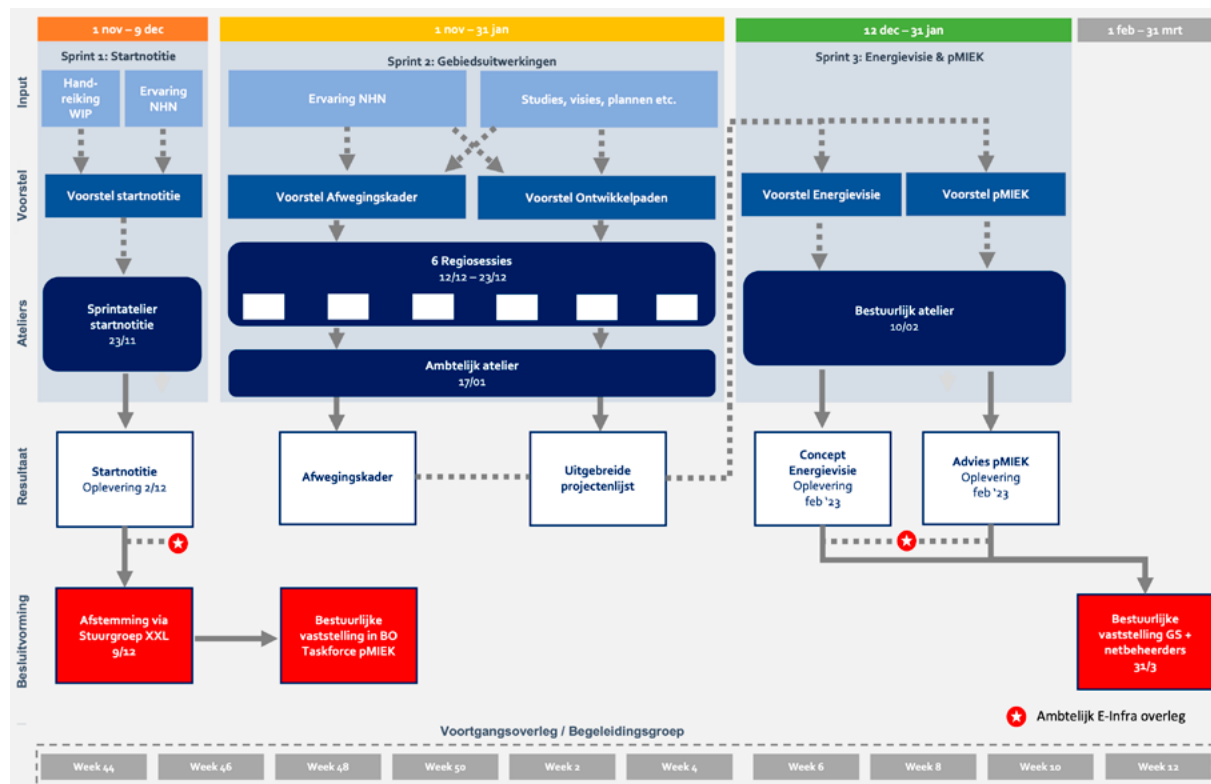 1 nov – 9 dec
1 nov – 31 jan
12 dec – 31 jan
1 feb – 31 mrt
Sprint 1: Startnotitie
Sprint 2: Gebiedsuitwerkingen
Sprint 3: Energievisie & pMIEK
Input
Hand-
reiking
WIP
Ervaring
NHN
Ervaring NHN
Studies, visies, plannen etc.
Voorstel
Voorstel startnotitie
Voorstel Afwegingskader
Voorstel Ontwikkelpaden
Voorstel Energievisie
Voorstel pMIEK
Ateliers
Sprintatelier
startnotitie
23/11
6 Regiosessies
12/12 – 23/12
Ambtelijk atelier
17/01
Bestuurlijk atelier
10/02
Resultaat
Startnotitie
Oplevering 2/12
Afwegingskader
Uitgebreide
projectenlijst
Concept
Energievisie
Oplevering
feb ‘23
Advies pMIEK
Oplevering
feb ‘23
Besluitvorming
Afstemming via
Stuurgroep XXL
9/12
Bestuurlijke
vaststelling in BO
Taskforce pMIEK
Bestuurlijke
vaststelling GS +
netbeheerders
31/3
Ambtelijk E-Infra overleg
Voortgangsoverleg / Begeleidingsgroep
Week 44
Week 46
Week 48
Week 50
Week 2
Week 4
Week 6
Week 8
Week 10
Week 12